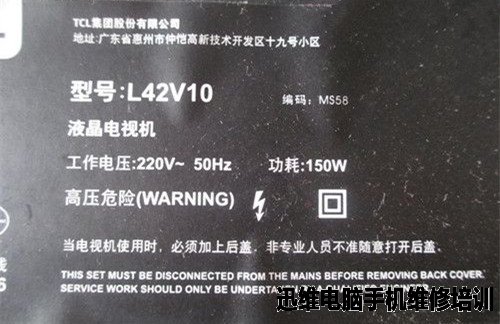 TCL集团股份有限公司
地址:广东省惠州市仲恺高新技术开发区十九号小区
型号:L42V10
编码: MS58
液晶电视机
工作电压:220V~ 50Hz 功耗:150W
高压危险(WARNING)
当电视机使用时,必须加上后盖。非专业人员不准随意打开后盖。
THIS SET MUST BE DISCONNECTED FROM THE MAINS BEFORE REMOVING BACK COVER.
SERVICE WORK SHOULD ONLY BE
线
6
迅维电脑手机维修培训